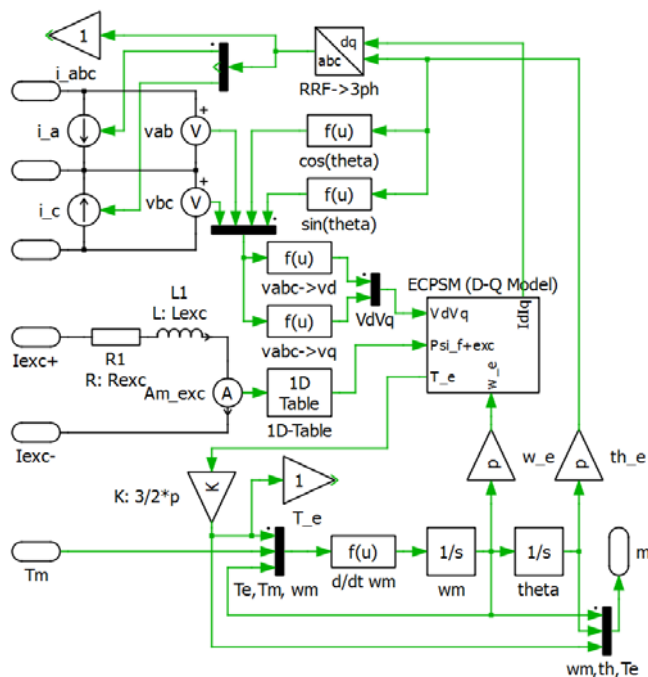 1
i_abc
dq
abc
RRF->3ph
i_a
vab
V
+
f(u)
cos(theta)
i_c
vbc
V
+
f(u)
sin(theta)
f(u)
vabc->vd
f(u)
vabc->vq
VdVq
ECPSM (D-Q Model)
VdVq
IdIq
Psi_f+exc
T_e
w_e
L1
L: Lexc
Iexc+
R1
R: Rexc
Am_exc
A
1D
Table
1D-Table
Iexc-
K: 3/2*p
K
1
T_e
p
w_e
p
th_e
Tm
Te,Tm, wm
f(u)
d/dt wm
1/s
wm
1/s
theta
m
wm,th,Te